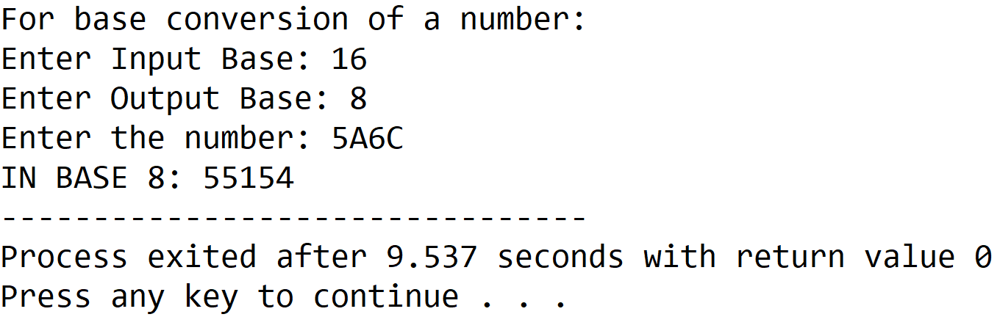 For base conversion of a number:
Enter Input Base: 16
Enter Output Base: 8
Enter the number: 5A6C
IN BASE 8: 55154
--------------------------------
Process exited after 9.537 seconds with return value 0
Press any key to continue . . .